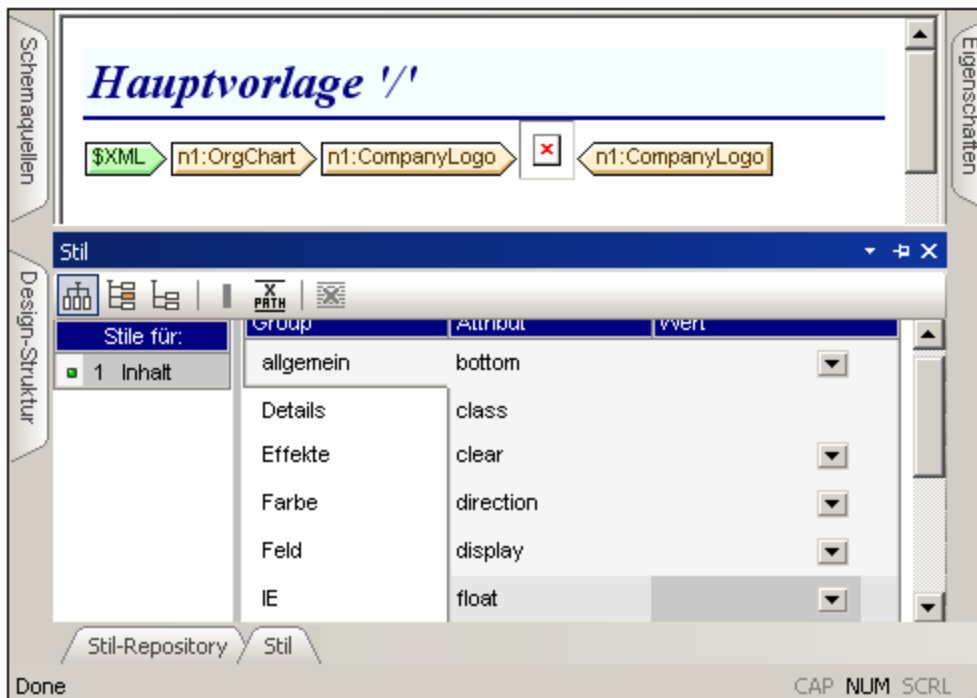 Schemaquellen
Design-Struktur
Eigenschaften
Hauptvorlage '/'
$XML n1:OrgChart n1:CompanyLogo n1:CompanyLogo
Stil
X
PATH
Stile für:
1 Inhalt
Group Attribut Wert
allgemein bottom
Details class
Effekte clear
Farbe direction
Feld display
IE float
Stil-Repository Stil
Done CAP NUM SCRL